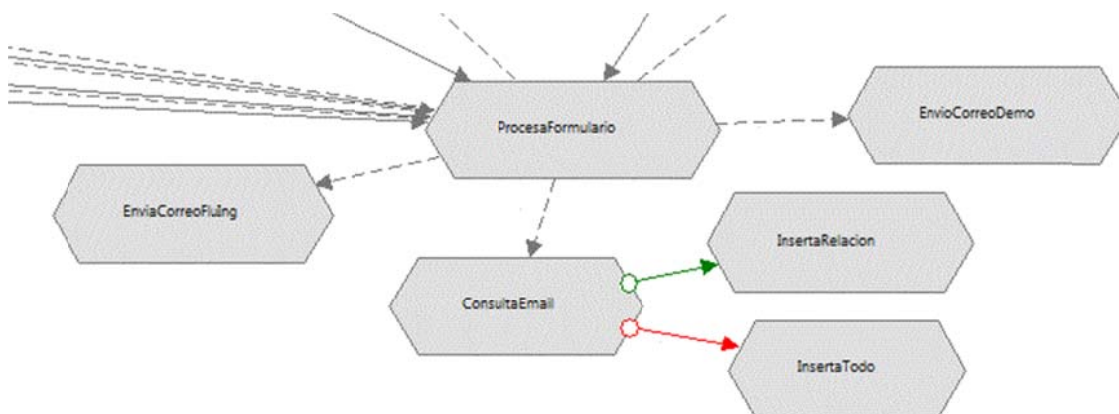 ProcesaFormulario
EnvioCorreoDemo
EnviaCorreoFluIng
InsertaRelacion
ConsultaEmail
InsertaTodo